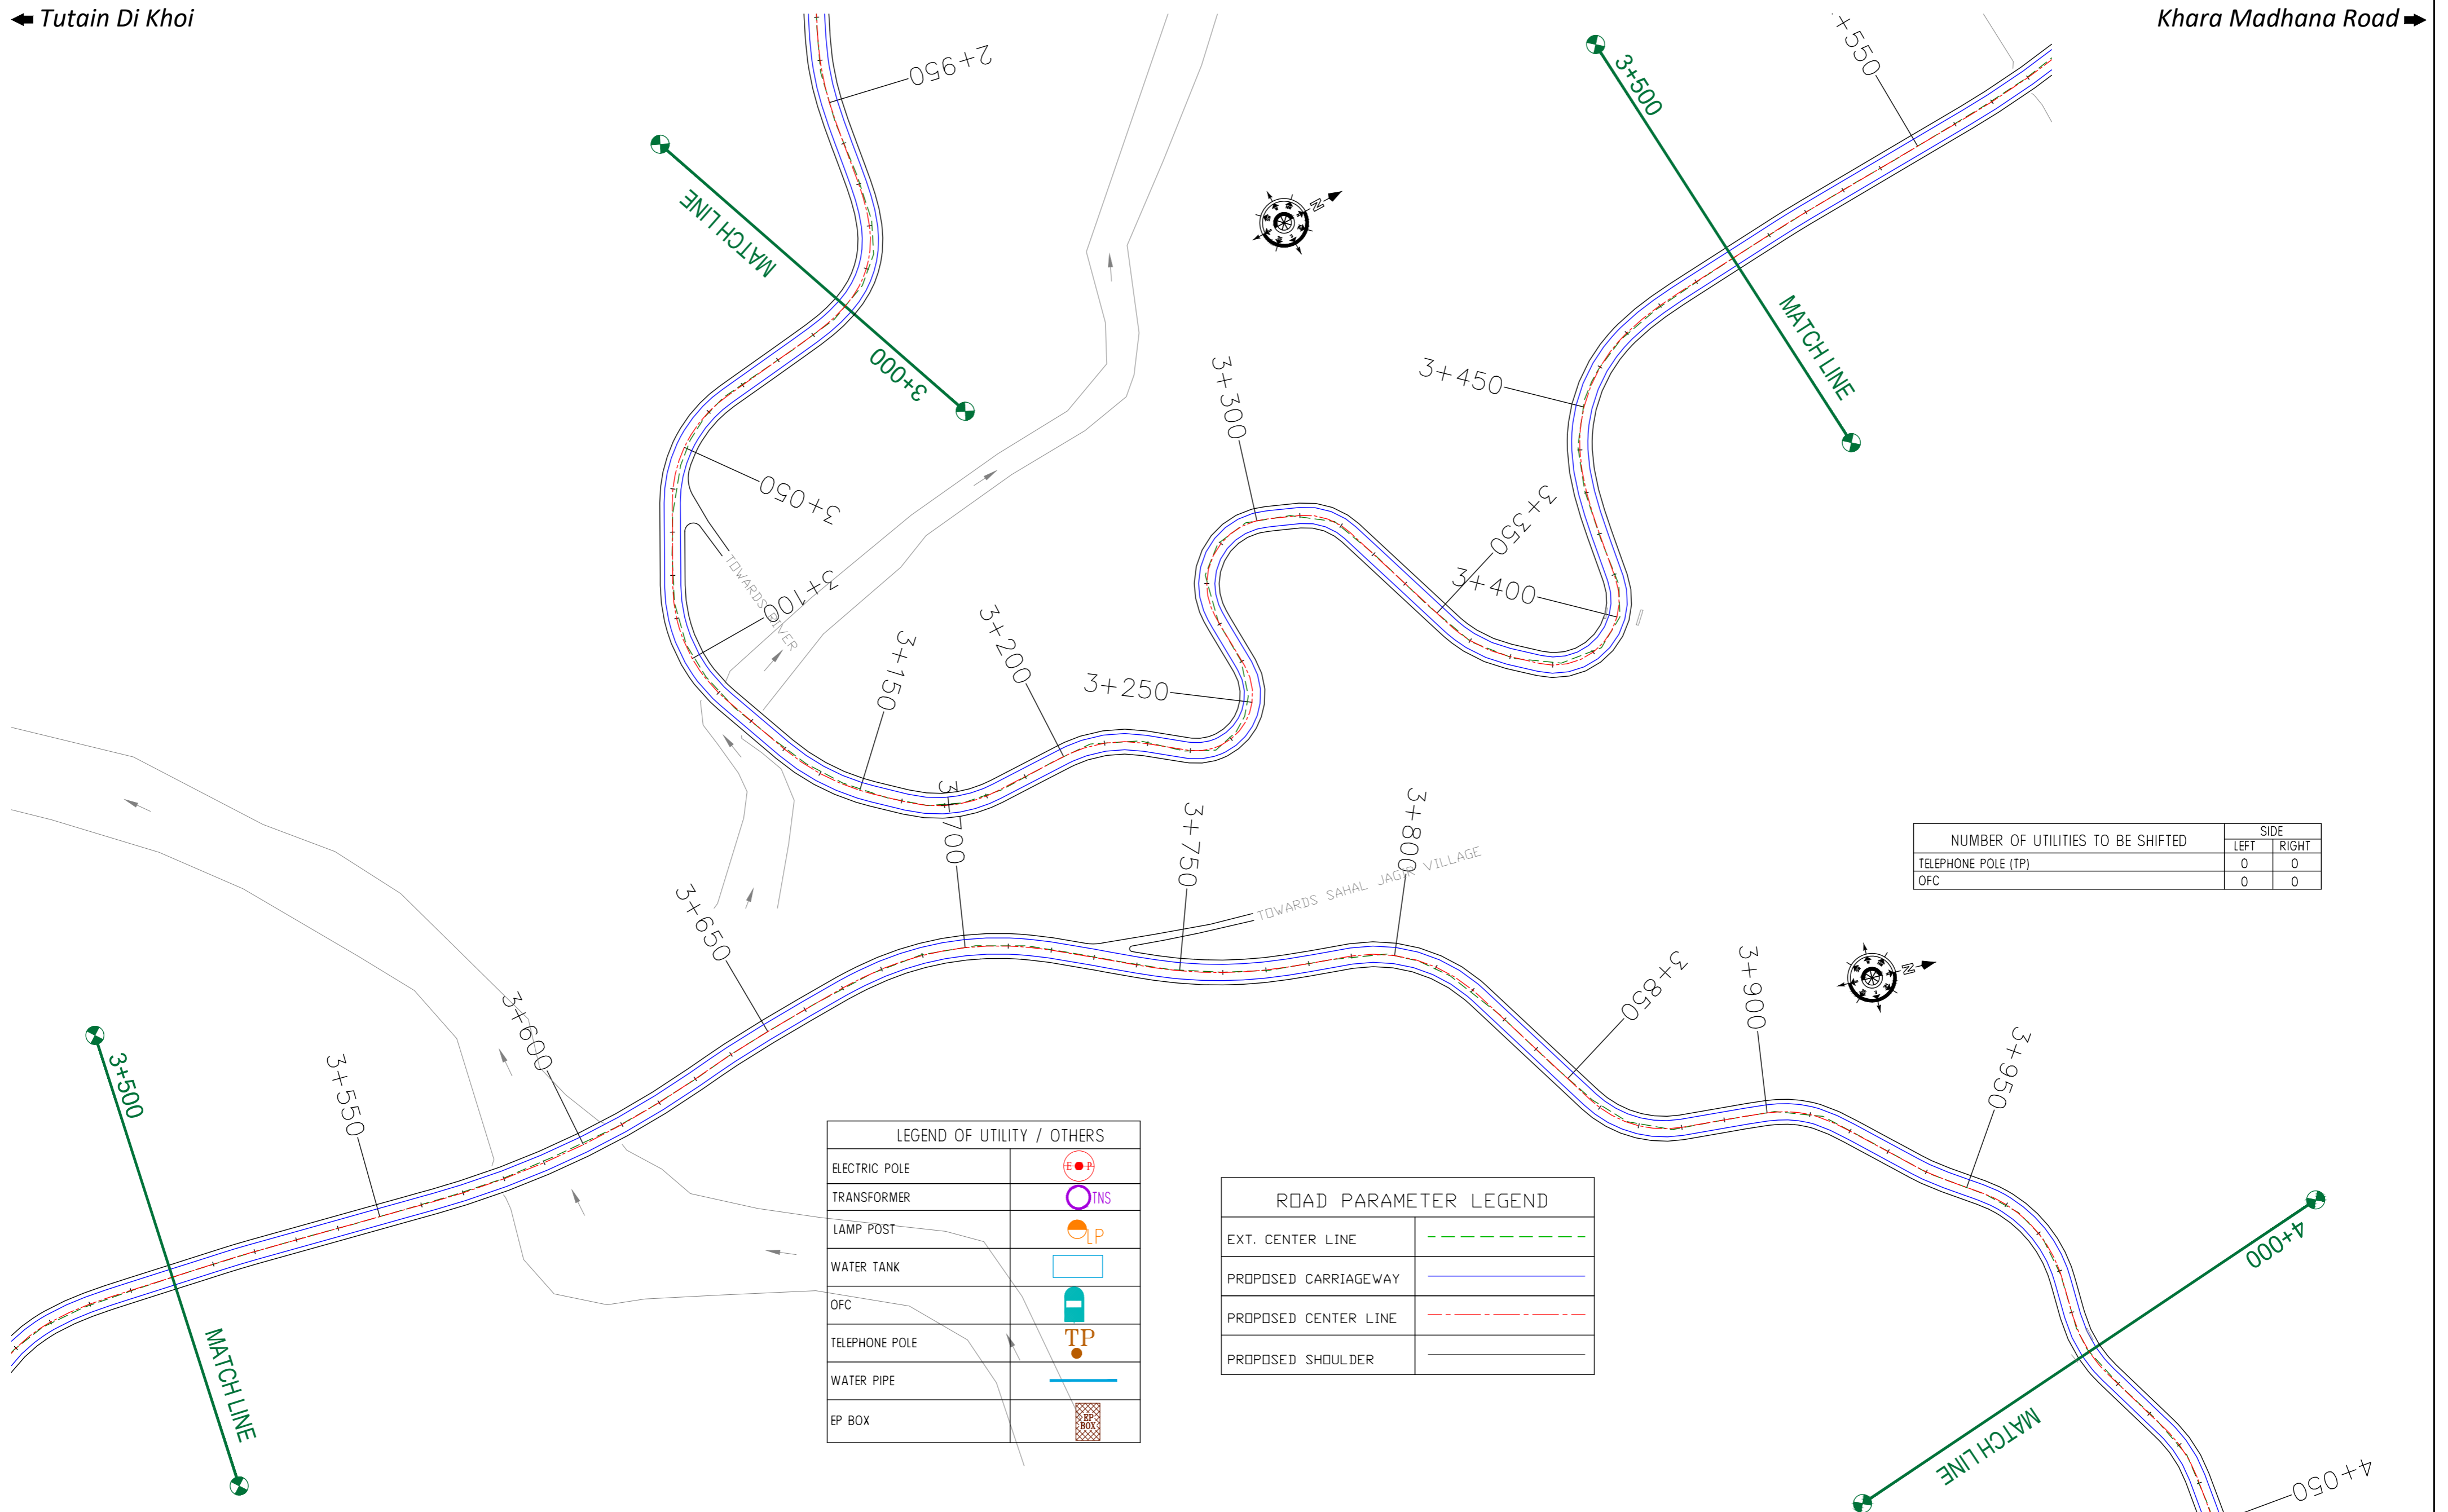 Tutain Di Khoi
Khara Madhana Road
2+950
MATCH LINE
3+000
3+500
MATCH LINE
3+550
N
3+050
TOWARDS RIVER
3+100
3+150
3+200
3+250
3+300
3+350
3+400
3+450
NUMBER OF UTILITIES TO BE SHIFTED
SIDE
LEFT RIGHT
TELEPHONE POLE (TP) 0 0
OFC 0 0
3+500
MATCH LINE
3+550
3+600
3+650
3+700
3+750
3+800
TOWARDS SAHAL JAGIR VILLAGE
3+850
3+900
N
3+950
4+000
MATCH LINE
4+050
LEGEND OF UTILITY / OTHERS
ELECTRIC POLE E P
TRANSFORMER TNS
LAMP POST LP
WATER TANK
OFC
TELEPHONE POLE TP
WATER PIPE
EP BOX EP BOX
ROAD PARAMETER LEGEND
EXT. CENTER LINE
PROPOSED CARRIAGEWAY
PROPOSED CENTER LINE
PROPOSED SHOULDER